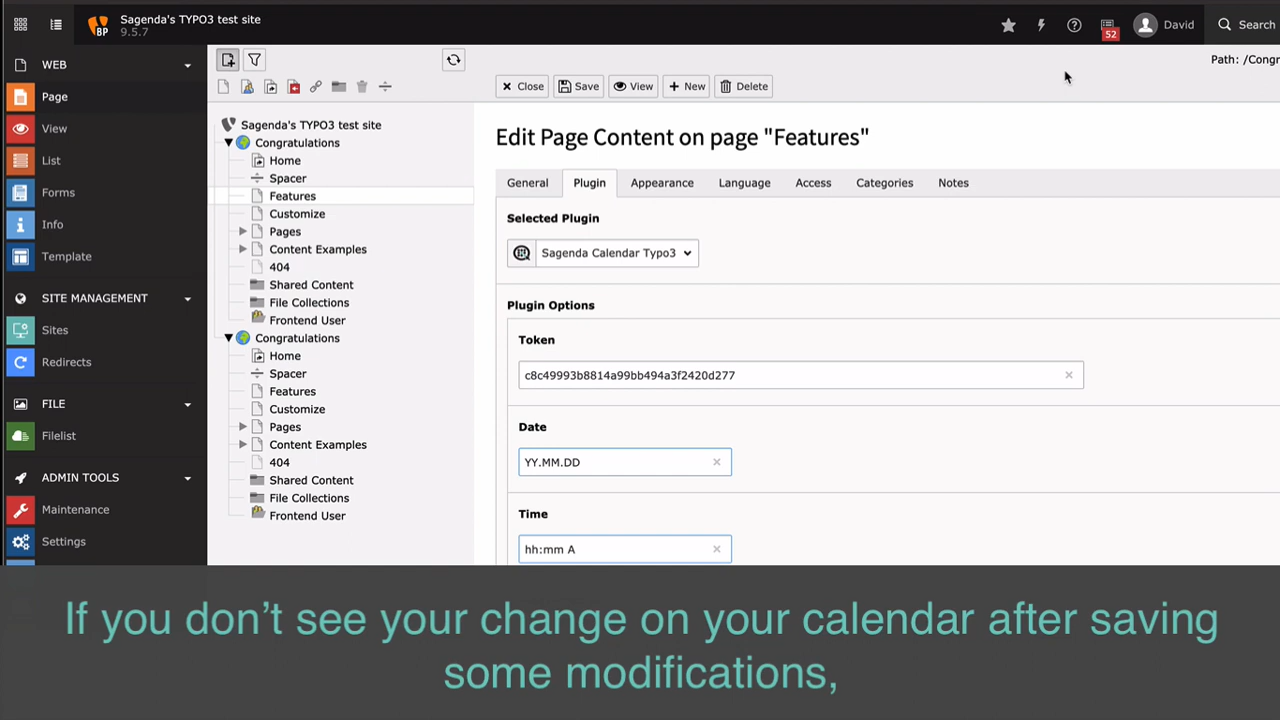 BP
Sagenda's TYPO3 test site
9.5.7
52
David
Search
WEB
Page
View
List
Forms
Info
Template
SITE MANAGEMENT
Sites
Redirects
FILE
Filelist
ADMIN TOOLS
Maintenance
Settings
Sagenda's TYPO3 test site
Congratulations
Home
Spacer
Features
Customize
Pages
Content Examples
404
Shared Content
File Collections
Frontend User
Congratulations
Home
Spacer
Features
Customize
Pages
Content Examples
404
Shared Content
File Collections
Frontend User
Path: /Congr
Close Save View New Delete
Edit Page Content on page "Features"
General Plugin Appearance Language Access Categories Notes
Selected Plugin
Sagenda Calendar Typo3
Plugin Options
Token
c8c49993b8814a99bb494a3f2420d277
Date
YY.MM.DD
Time
hh:mm A
If you don’t see your change on your calendar after saving
some modifications,